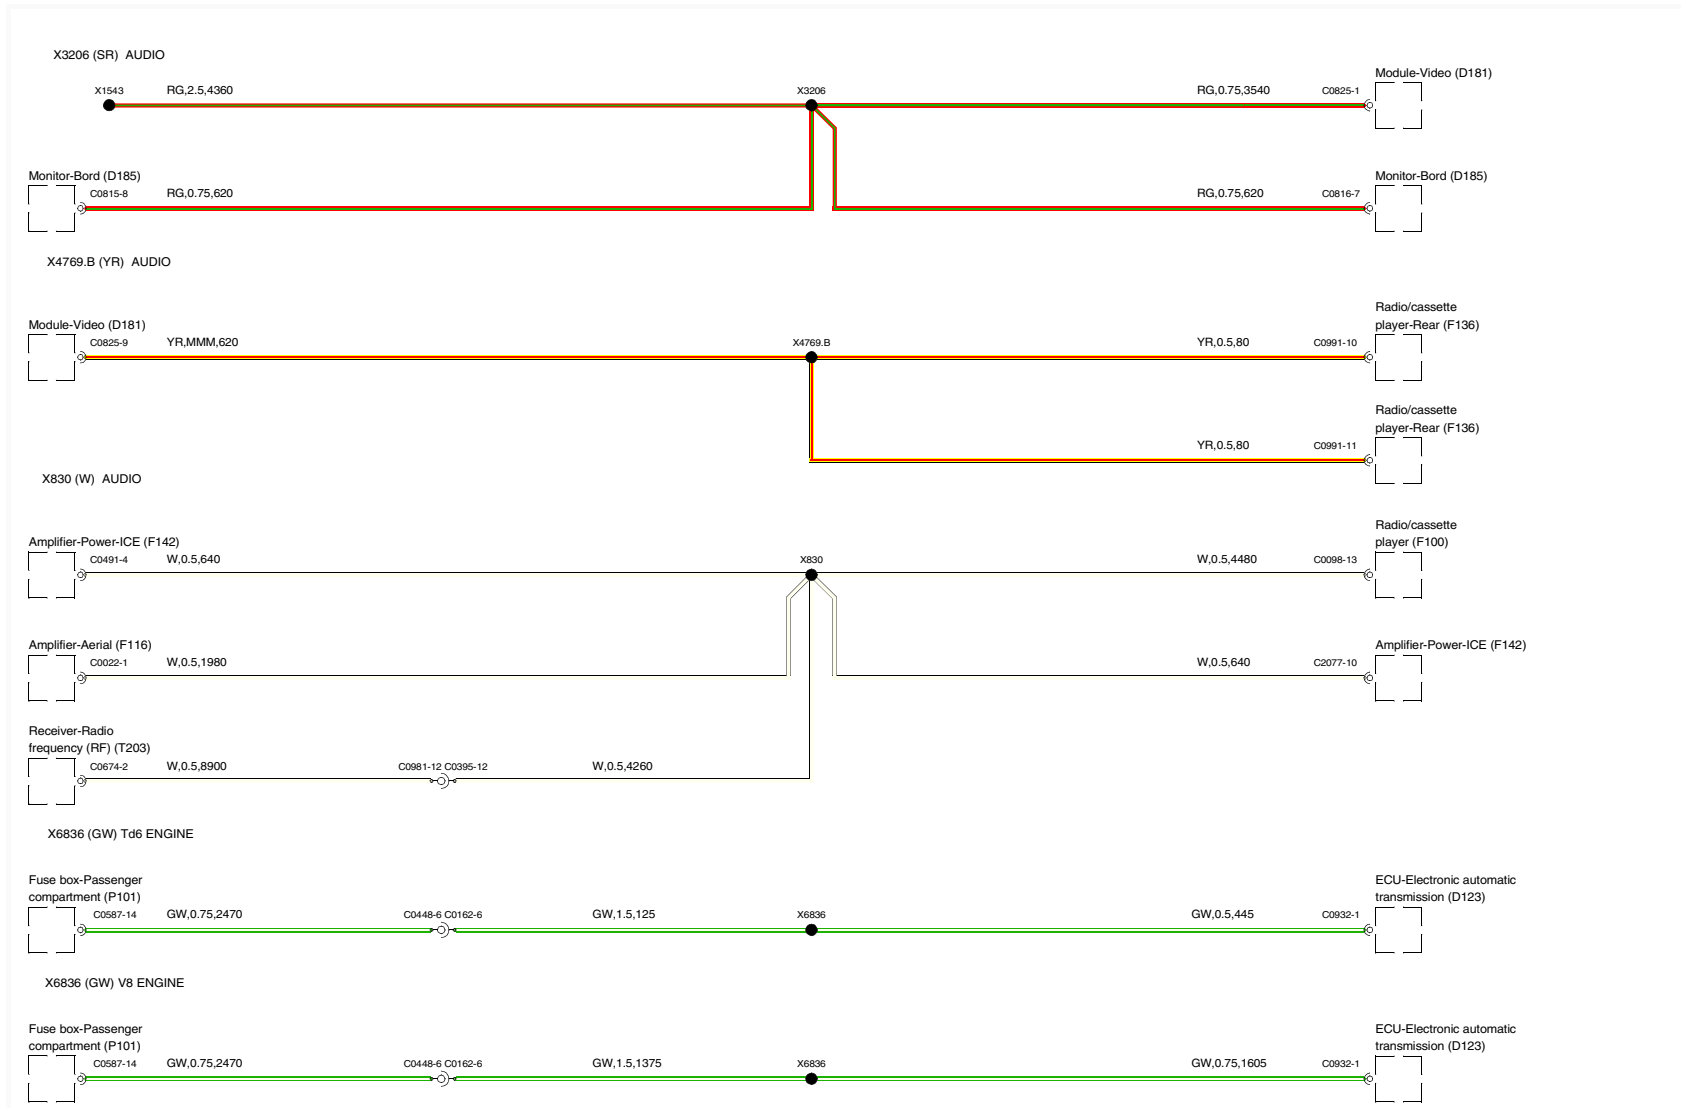 X3206 (SR)  AUDIO
X1543 RG,2.5,4360 X3206 RG,0.75,3540 C0825-1 Module-Video (D181)
Monitor-Bord (D185) Monitor-Bord (D185)
C0815-8 RG,0.75,620 RG,0.75,620 C0816-7
X4769.B (YR)  AUDIO
Radio/cassette
player-Rear (F136)
Module-Video (D181)
C0825-9 YR,MMM,620 X4769.B YR,0.5,80 C0991-10
Radio/cassette
player-Rear (F136)
YR,0.5,80 C0991-11
X830 (W)  AUDIO
Radio/cassette
player (F100)
Amplifier-Power-ICE (F142)
C0491-4 W,0.5,640 X830 W,0.5,4480 C0098-13
Amplifier-Aerial (F116) Amplifier-Power-ICE (F142)
C0022-1 W,0.5,1980 W,0.5,640 C2077-10
Receiver-Radio
frequency (RF) (T203)
C0674-2 W,0.5,8900 C0981-12 C0395-12 W,0.5,4260
X6836 (GW) Td6 ENGINE
Fuse box-Passenger ECU-Electronic automatic
compartment (P101) transmission (D123)
C0587-14 GW,0.75,2470 C0448-6 C0162-6 GW,1.5,125 X6836 GW,0.5,445 C0932-1
X6836 (GW) V8 ENGINE
Fuse box-Passenger ECU-Electronic automatic
compartment (P101) transmission (D123)
C0587-14 GW,0.75,2470 C0448-6 C0162-6 GW,1.5,1375 X6836 GW,0.75,1605 C0932-1